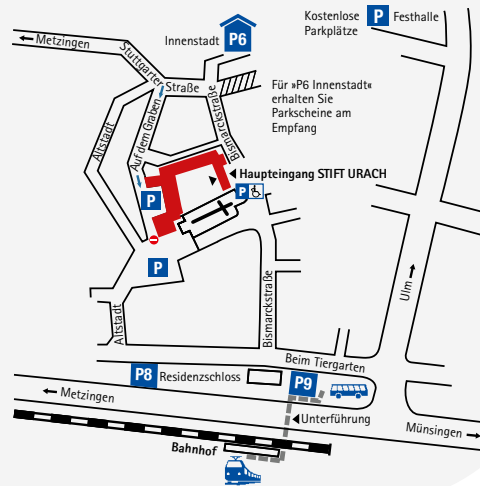 Metzingen
Innenstadt
P6
Kostenlose
Parkplätze
P
Festhalle
Stuttgarter
Straße
Für »P6 Innenstadt«
erhalten Sie
Parkscheine am
Empfang
Altstadt
Auf dem Graben
Bismarckstraße
Haupteingang STIFT URACH
P
P
P
Altstadt
Bismarckstraße
Ulm
Beim Tiergarten
P8
Residenzschloss
P9
Metzingen
Unterführung
Münsingen
Bahnhof